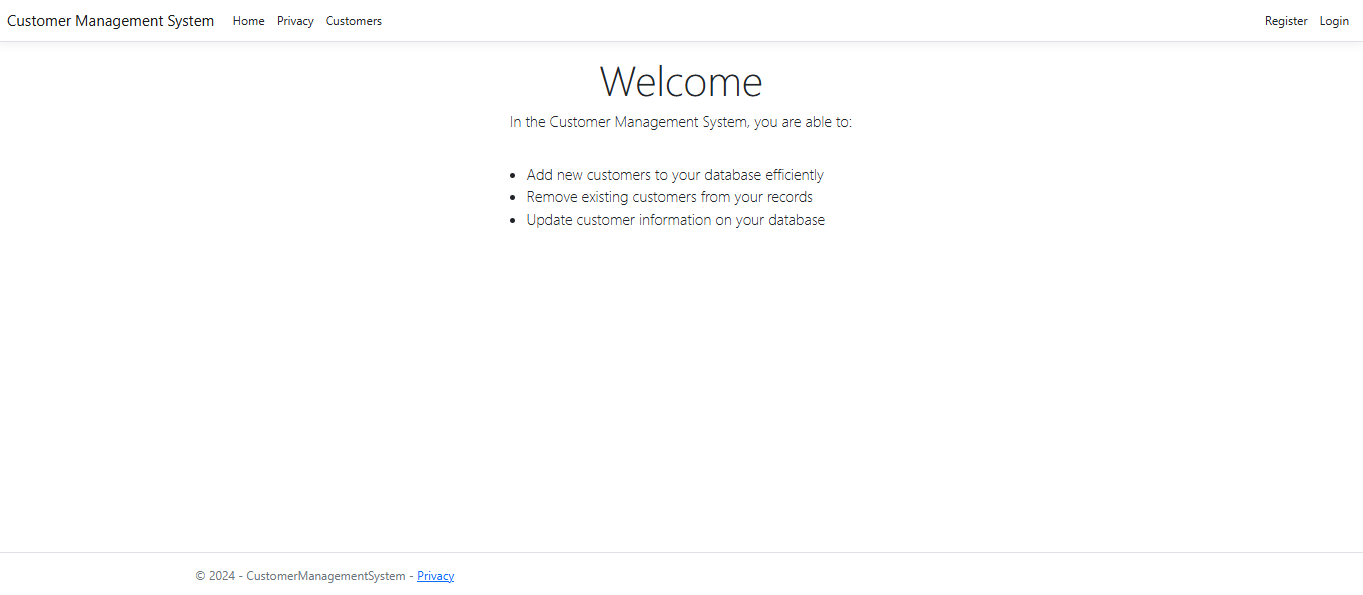 Customer Management System Home Privacy Customers Register Login
Welcome
In the Customer Management System, you are able to:
Add new customers to your database efficiently
Remove existing customers from your records
Update customer information on your database
© 2024 - CustomerManagementSystem - Privacy